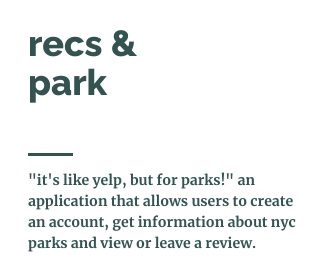 recs &
park
"it's like yelp, but for parks!" an
application that allows users to create
an account, get information about nyc
parks and view or leave a review.